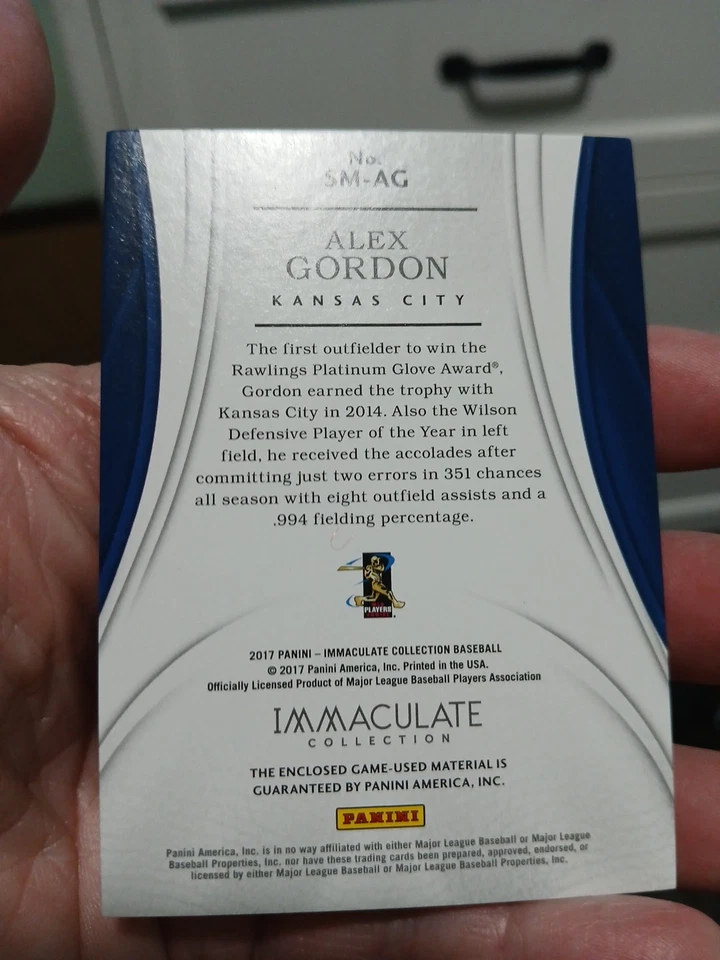 No.
SM-AG
ALEX
GORDON
KANSAS CITY
The first outfielder to win the
Rawlings Platinum Glove Award®,
Gordon earned the trophy with
Kansas City in 2014. Also the Wilson
Defensive Player of the Year in left
field, he received the accolades after
committing just two errors in 351 chances
all season with eight outfield assists and a
.994 fielding percentage.
PLAYERS
2017 PANINI – IMMACULATE COLLECTION BASEBALL
© 2017 Panini America, Inc. Printed in the USA.
Officially Licensed Product of Major League Baseball Players Association
IMMACULATE
COLLECTION
THE ENCLOSED GAME-USED MATERIAL IS
GUARANTEED BY PANINI AMERICA, INC.
PANINI
Panini America, Inc. is in no way affiliated with either Major League Baseball or Major League
Baseball Properties, Inc. nor have these trading cards been prepared, approved, endorsed, or
licensed by either Major League Baseball or Major League Baseball Properties, Inc.